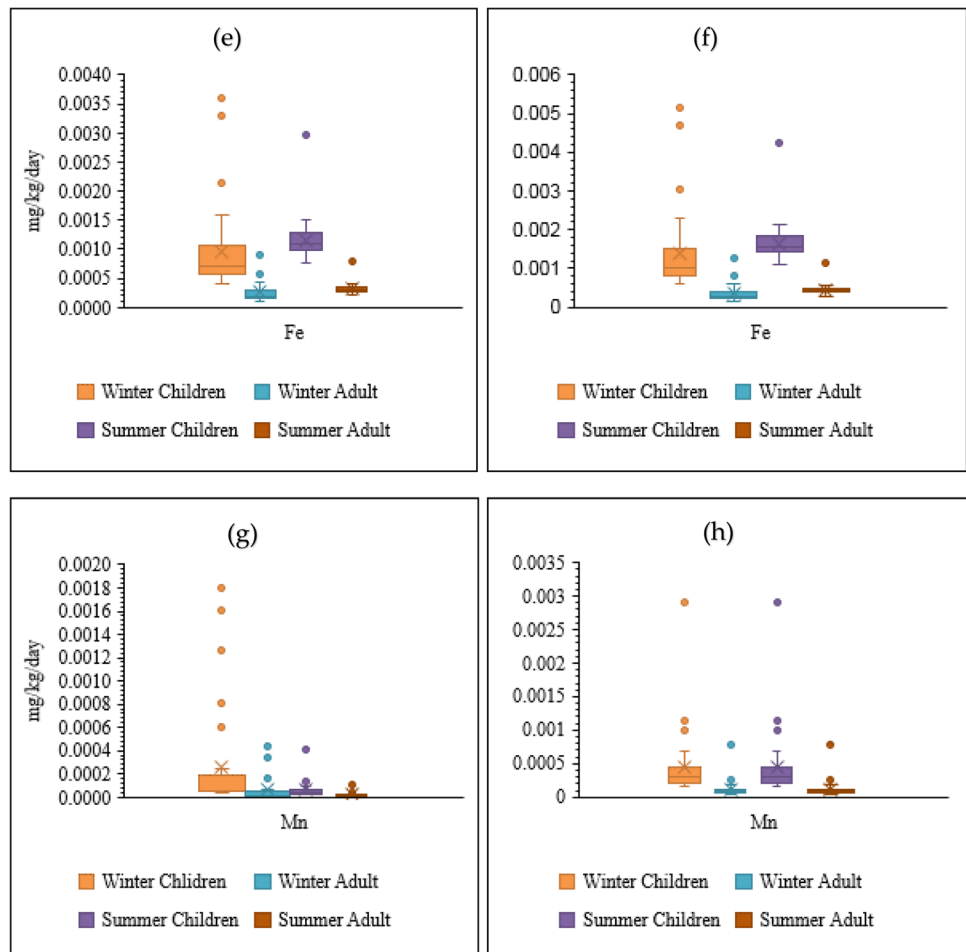 (e)
mg/kg/day
0.0040
0.0035
0.0030
0.0025
0.0020
0.0015
0.0010
0.0005
0.0000
Fe
Winter Children
Winter Adult
Summer Children
Summer Adult
(f)
0.006
0.005
0.004
0.003
0.002
0.001
0
Fe
Winter Children
Winter Adult
Summer Children
Summer Adult
(g)
mg/kg/day
0.0020
0.0018
0.0016
0.0014
0.0012
0.0010
0.0008
0.0006
0.0004
0.0002
0.0000
Mn
Winter Chlidren
Winter Adult
Summer Children
Summer Adult
(h)
0.0035
0.003
0.0025
0.002
0.0015
0.001
0.0005
0
Mn
Winter Children
Winter Adult
Summer Children
Summer Adult